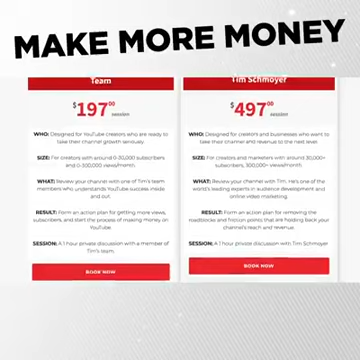 MAKE MORE MONEY
Team
$197⁰⁰ session
WHO: Designed for YouTube creators who are ready to
take their channel growth seriously.
SIZE: For creators with around 0-30,000 subscribers
and 0-300,000 views/month.
WHAT: Review your channel with one of Tim's team
members who understands YouTube success inside
and out.
RESULT: Form an action plan for getting more views,
subscribers, and start the process of making money on
YouTube.
SESSION: A 1 hour private discussion with a member of
Tim's team.
BOOK NOW
Tim Schmoyer
$497⁰⁰ session
WHO: Designed for creators and businesses who want to
take their channel and revenue to the next level.
SIZE: For creators and marketers with around 30,000+
subscribers, 300,000+ views/month.
WHAT: Review your channel with Tim. He's one of the
world's leading experts in audience development and
online video marketing.
RESULT: Form an action plan for removing the
roadblocks and friction points that are holding back your
channel's reach and revenue.
SESSION: A 1 hour private discussion with Tim Schmoyer
BOOK NOW